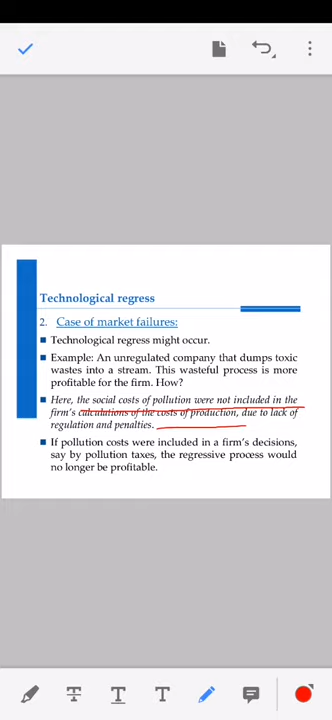 Technological regress
2. Case of market failures:
■ Technological regress might occur.
■ Example: An unregulated company that dumps toxic
wastes into a stream. This wasteful process is more
profitable for the firm. How?
■ Here, the social costs of pollution were not included in the
firm's calculations of the costs of production, due to lack of
regulation and penalties.
■ If pollution costs were included in a firm's decisions,
say by pollution taxes, the regressive process would
no longer be profitable.